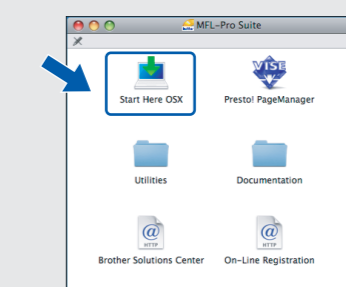 MFL-Pro Suite
VISE
Start Here OSX
Presto! PageManager
Utilities
Documentation
@
HTTP
@
HTTP
Brother Solutions Center
On-Line Registration